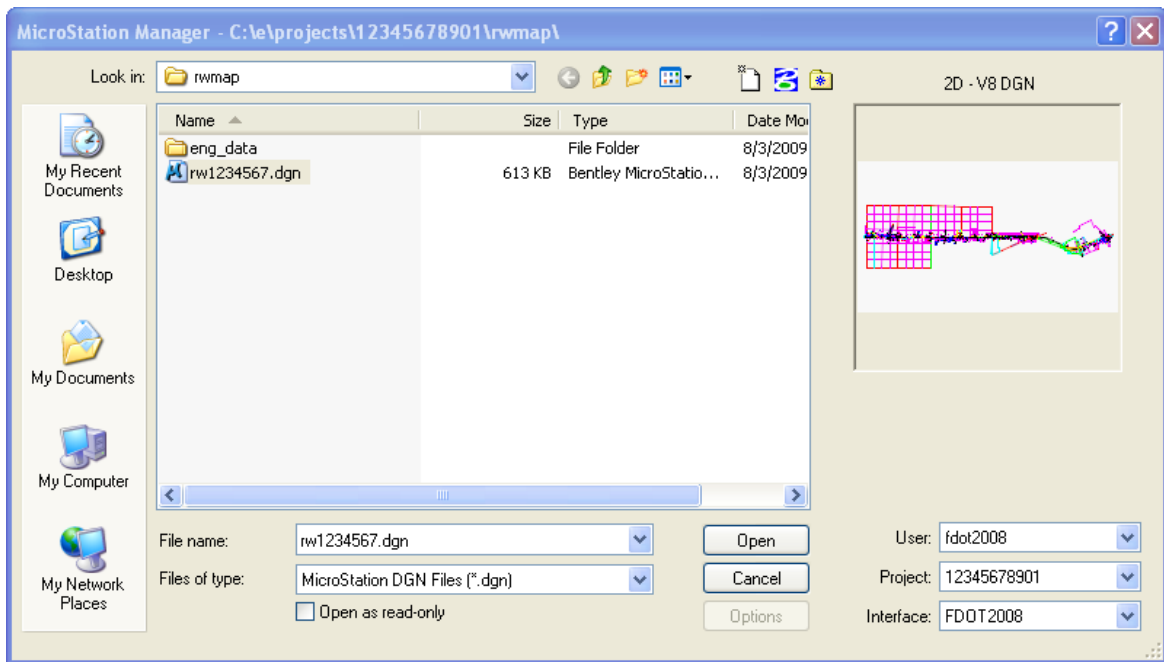 MicroStation Manager - C:\e\projects\12345678901\rwmap\
Look in: rwmap
2D - V8 DGN
Name Size Type Date Mo
eng_data File Folder 8/3/2009
rw1234567.dgn 613 KB Bentley MicroStatio... 8/3/2009
My Recent
Documents
Desktop
My Documents
My Computer
My Network
Places
File name: rw1234567.dgn Open
Files of type: MicroStation DGN Files (*.dgn) Cancel
Open as read-only Options
User: fdot2008
Project: 12345678901
Interface: FDOT2008